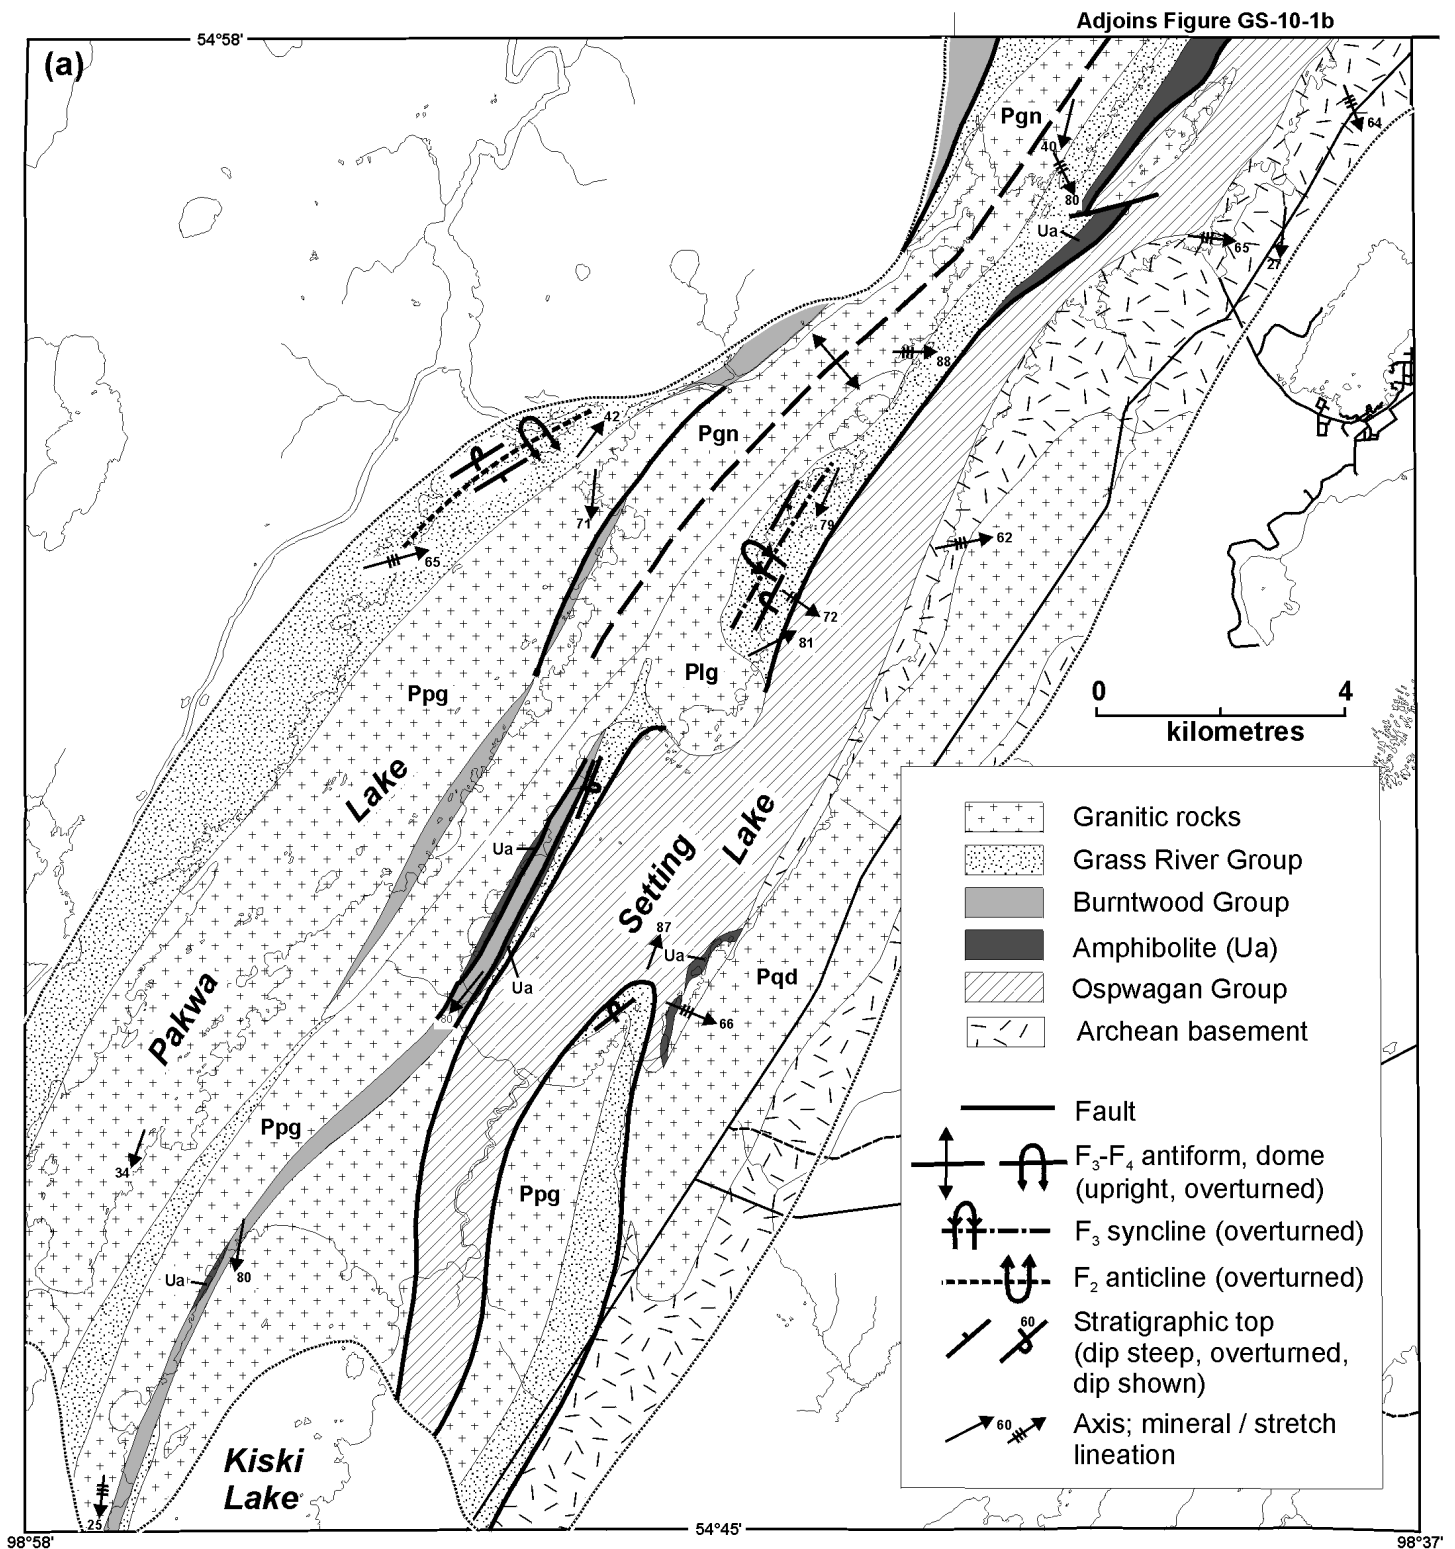 Adjoins Figure GS-10-1b
54°58'
(a)
Pgn
64
40
80
Ua
65
27
88
42
Pgn
71
79
65
62
72
81
Plg
Ppg
0 4
kilometres
Lake
Ua
Setting
Lake
87
Ua
Pqd
Ua
Pakwa
80
66
Ppg
34
Ppg
Ua
80
Kiski
Lake
25
Granitic rocks
Grass River Group
Burntwood Group
Amphibolite (Ua)
Ospwagan Group
Archean basement
Fault
F₃-F₄ antiform, dome
(upright, overturned)
F₃ syncline (overturned)
F₂ anticline (overturned)
60
Stratigraphic top
(dip steep, overturned,
dip shown)
60
Axis; mineral / stretch
lineation
98°58'
54°45'
98°37'